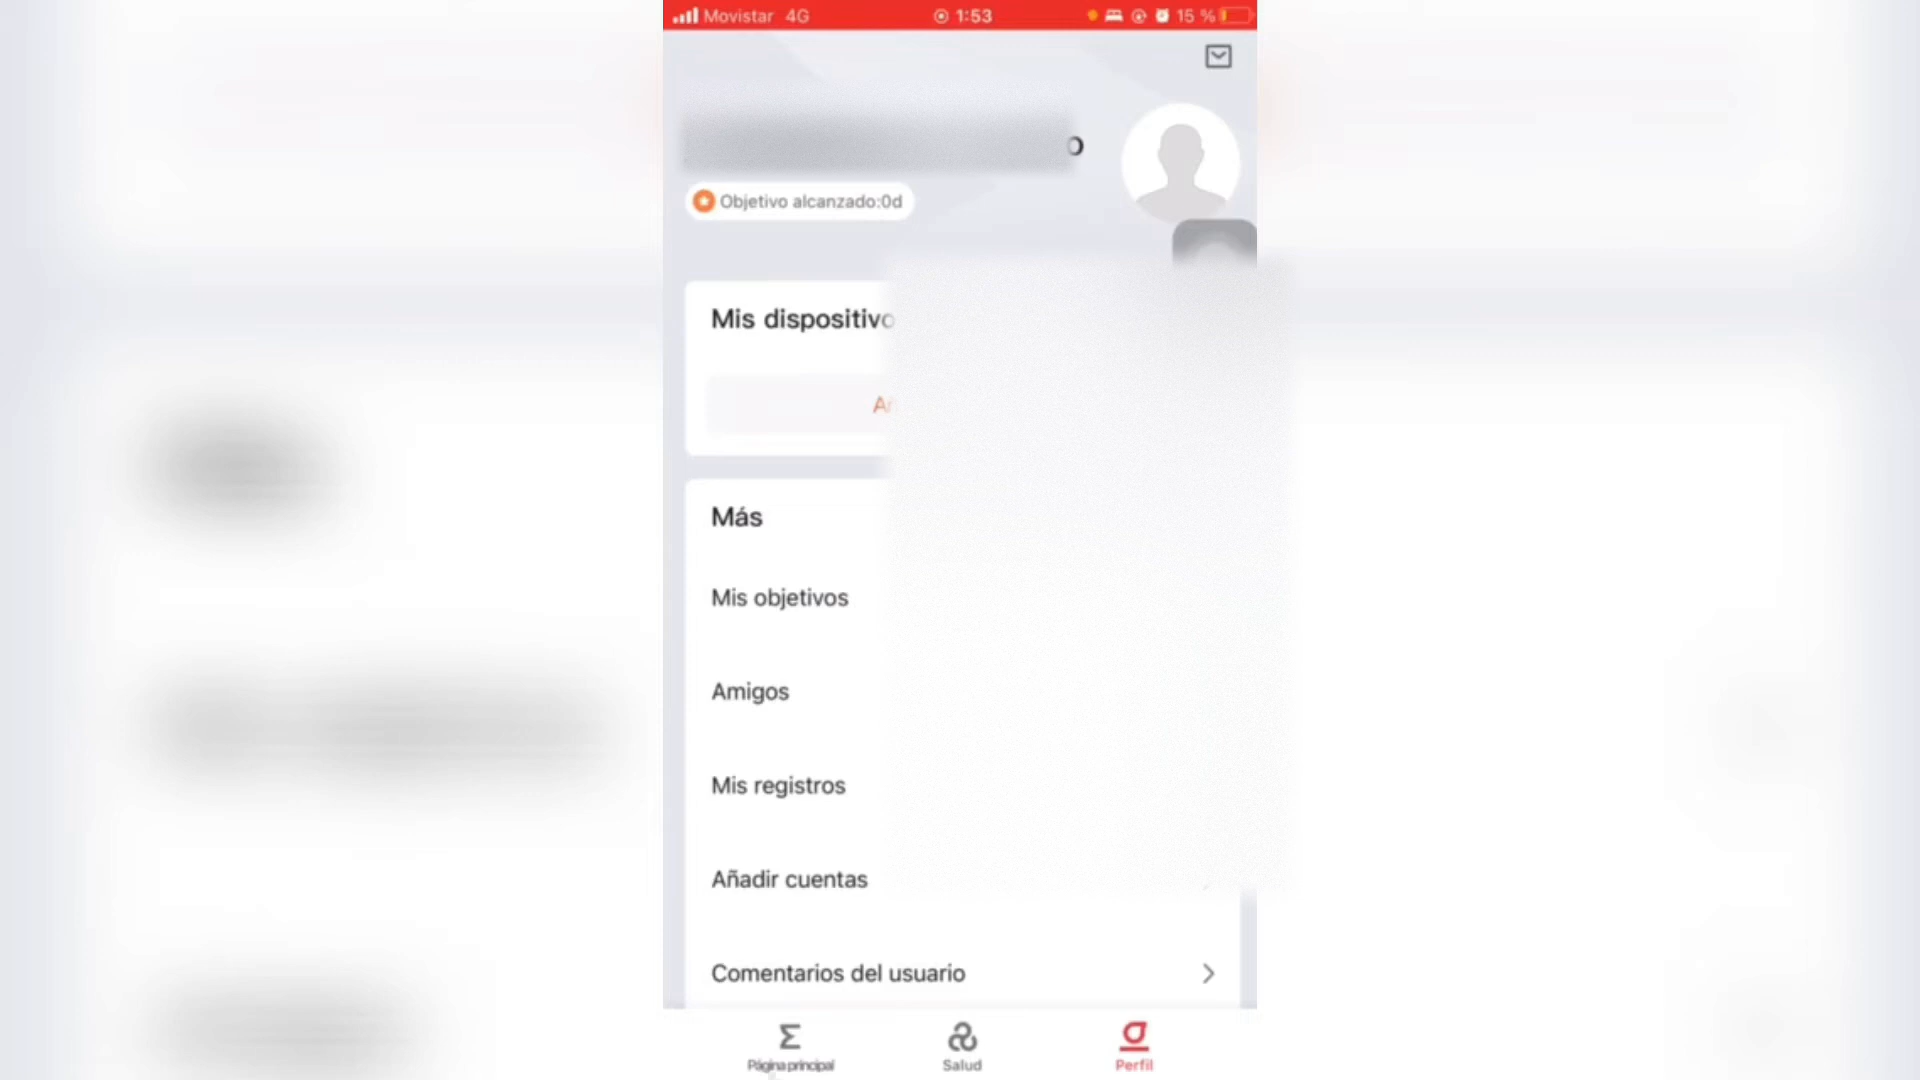 Movistar 4G 1:53 15 %
Objetivo alcanzado:0d
Mis dispositivo
Más
Mis objetivos
Amigos
Mis registros
Añadir cuentas
Comentarios del usuario
Página principal Salud Perfil